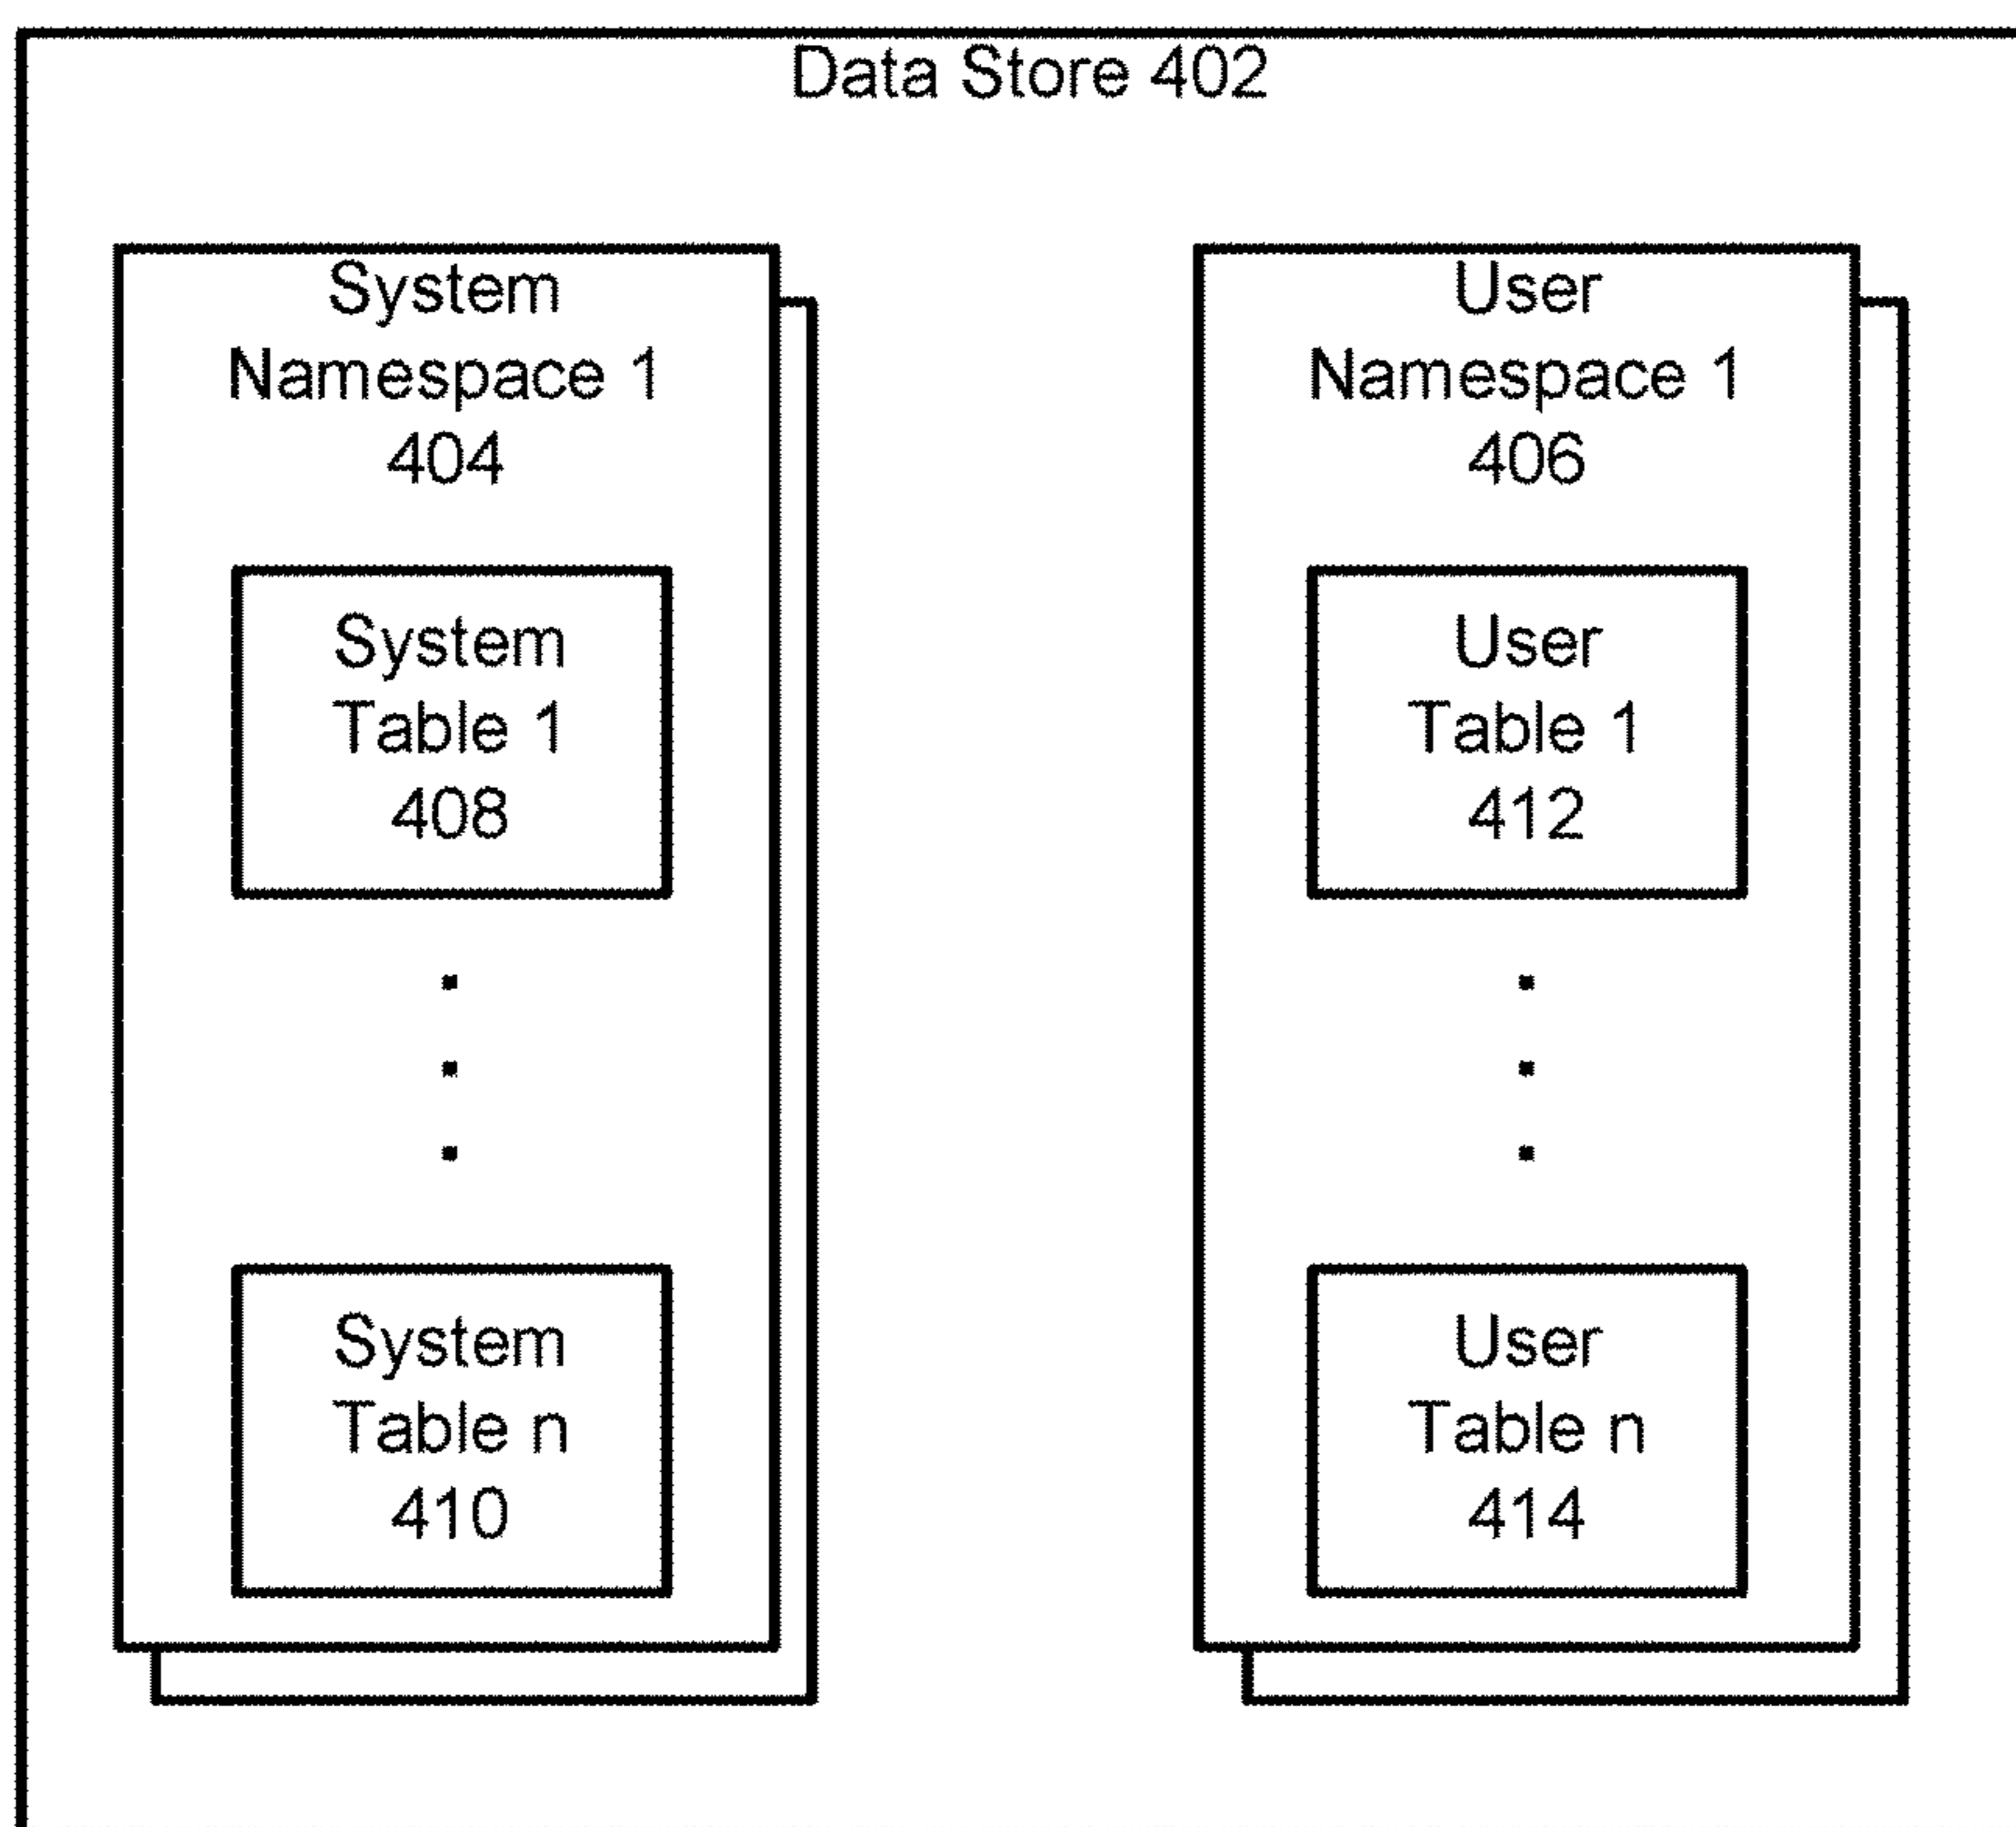 Data Store 402
System
Namespace 1
404
System
Table 1
408
System
Table n
410
User
Namespace 1
406
User
Table 1
412
User
Table n
414